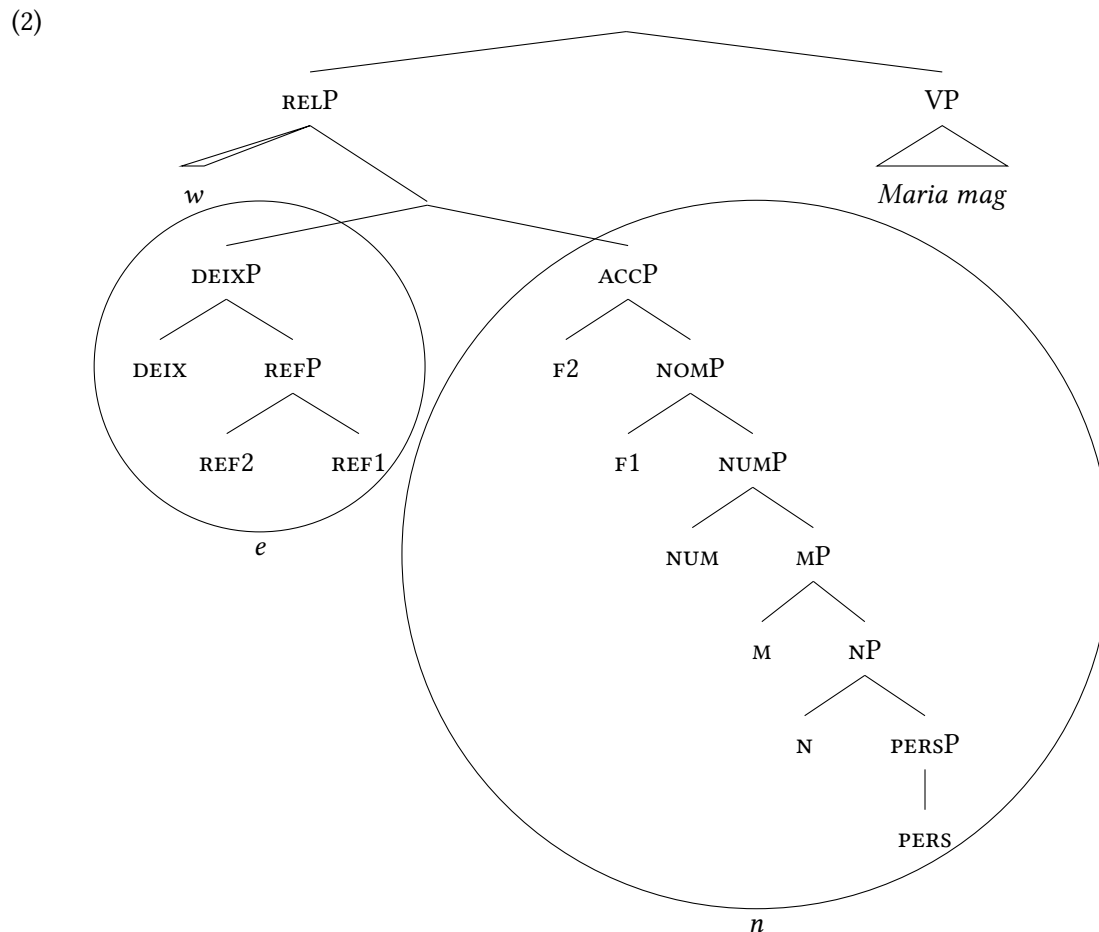 (2)
RELP VP
w Maria mag
DEIXP ACCP
DEIX REFP F2 NOMP
REF2 REF1 F1 NUMP
e
NUM MP
M NP
N PERSP
PERS
n